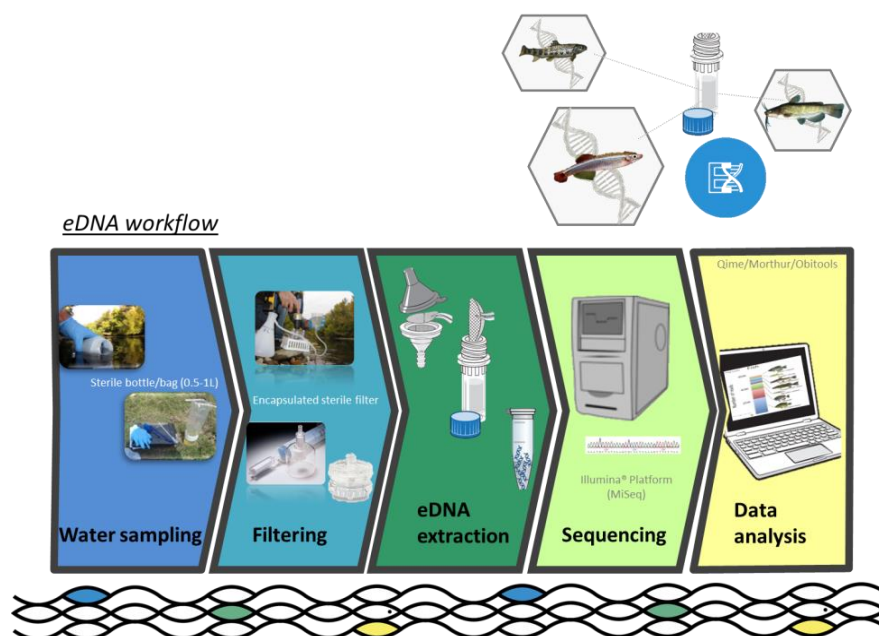 eDNA workflow
Qime/Morthur/Obitools
Sterile bottle/bag (0.5-1L)
Encapsulated sterile filter
Illumina® Platform
(MiSeq)
Water sampling
Filtering
eDNA
extraction
Sequencing
Data
analysis